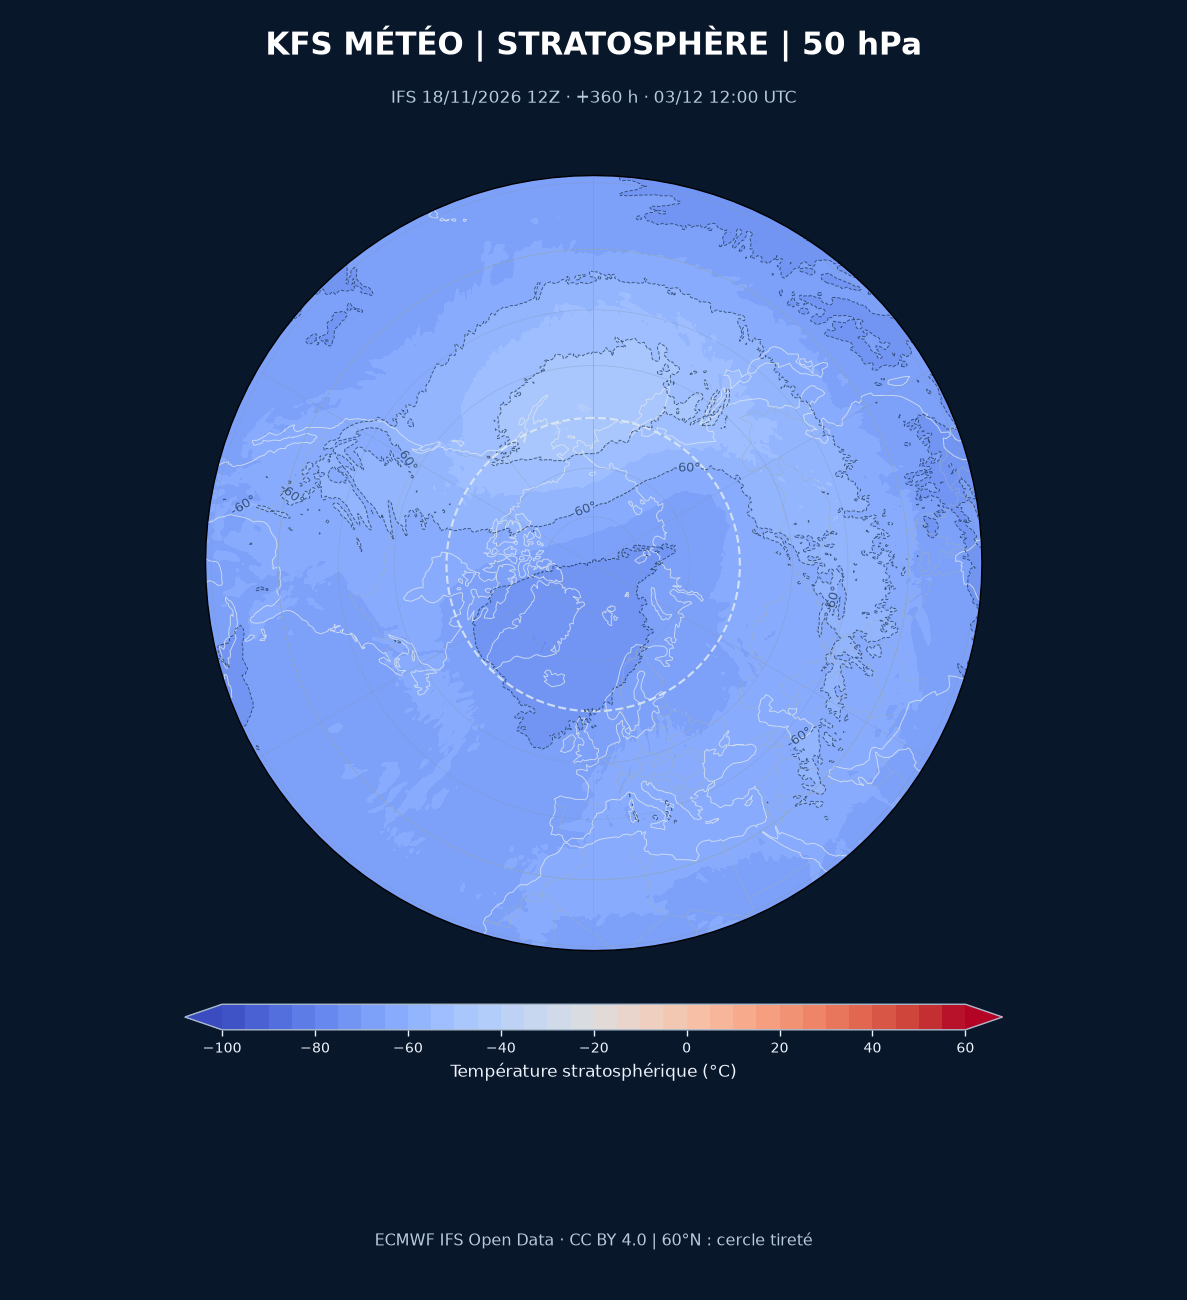 KFS MÉTÉO | STRATOSPHÈRE | 50 hPa
IFS 18/11/2026 12Z · +360 h · 03/12 12:00 UTC
-60°
60°
-60°
-60°
-60°
-60°
-60°
-60°
−100 −80 −60 −40 −20 0 20 40 60
Température stratosphérique (°C)
ECMWF IFS Open Data · CC BY 4.0 | 60°N : cercle tireté